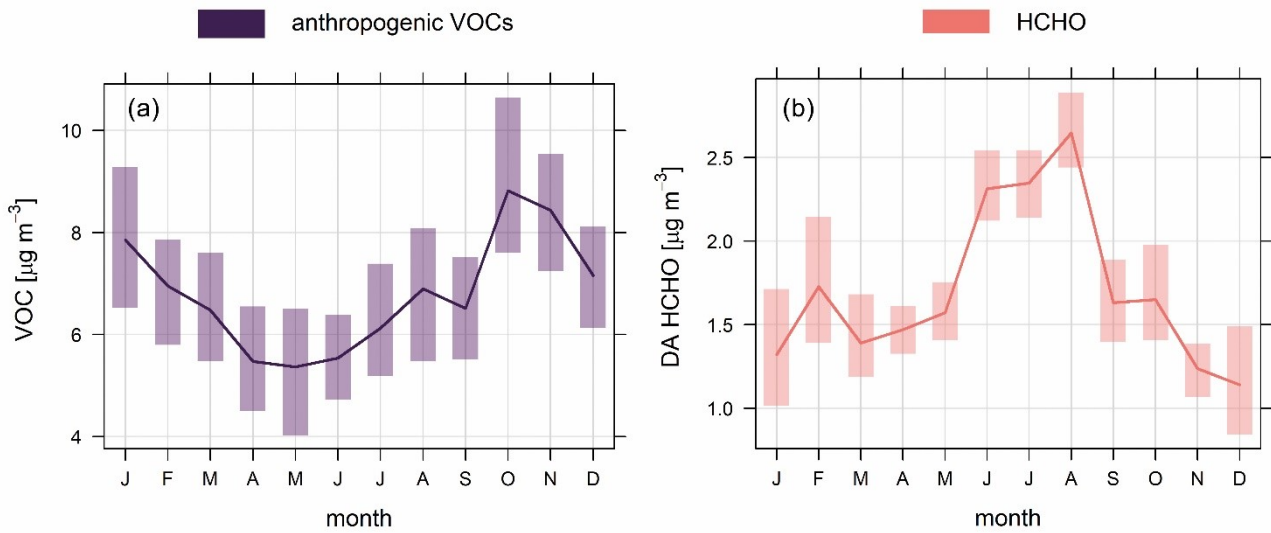 anthropogenic VOCs
HCHO
(a)
10
8
6
4
VOC [µg m−3]
J F M A M J J A S O N D
month
(b)
2.5
2.0
1.5
1.0
DA HCHO [µg m−3]
J F M A M J J A S O N D
month